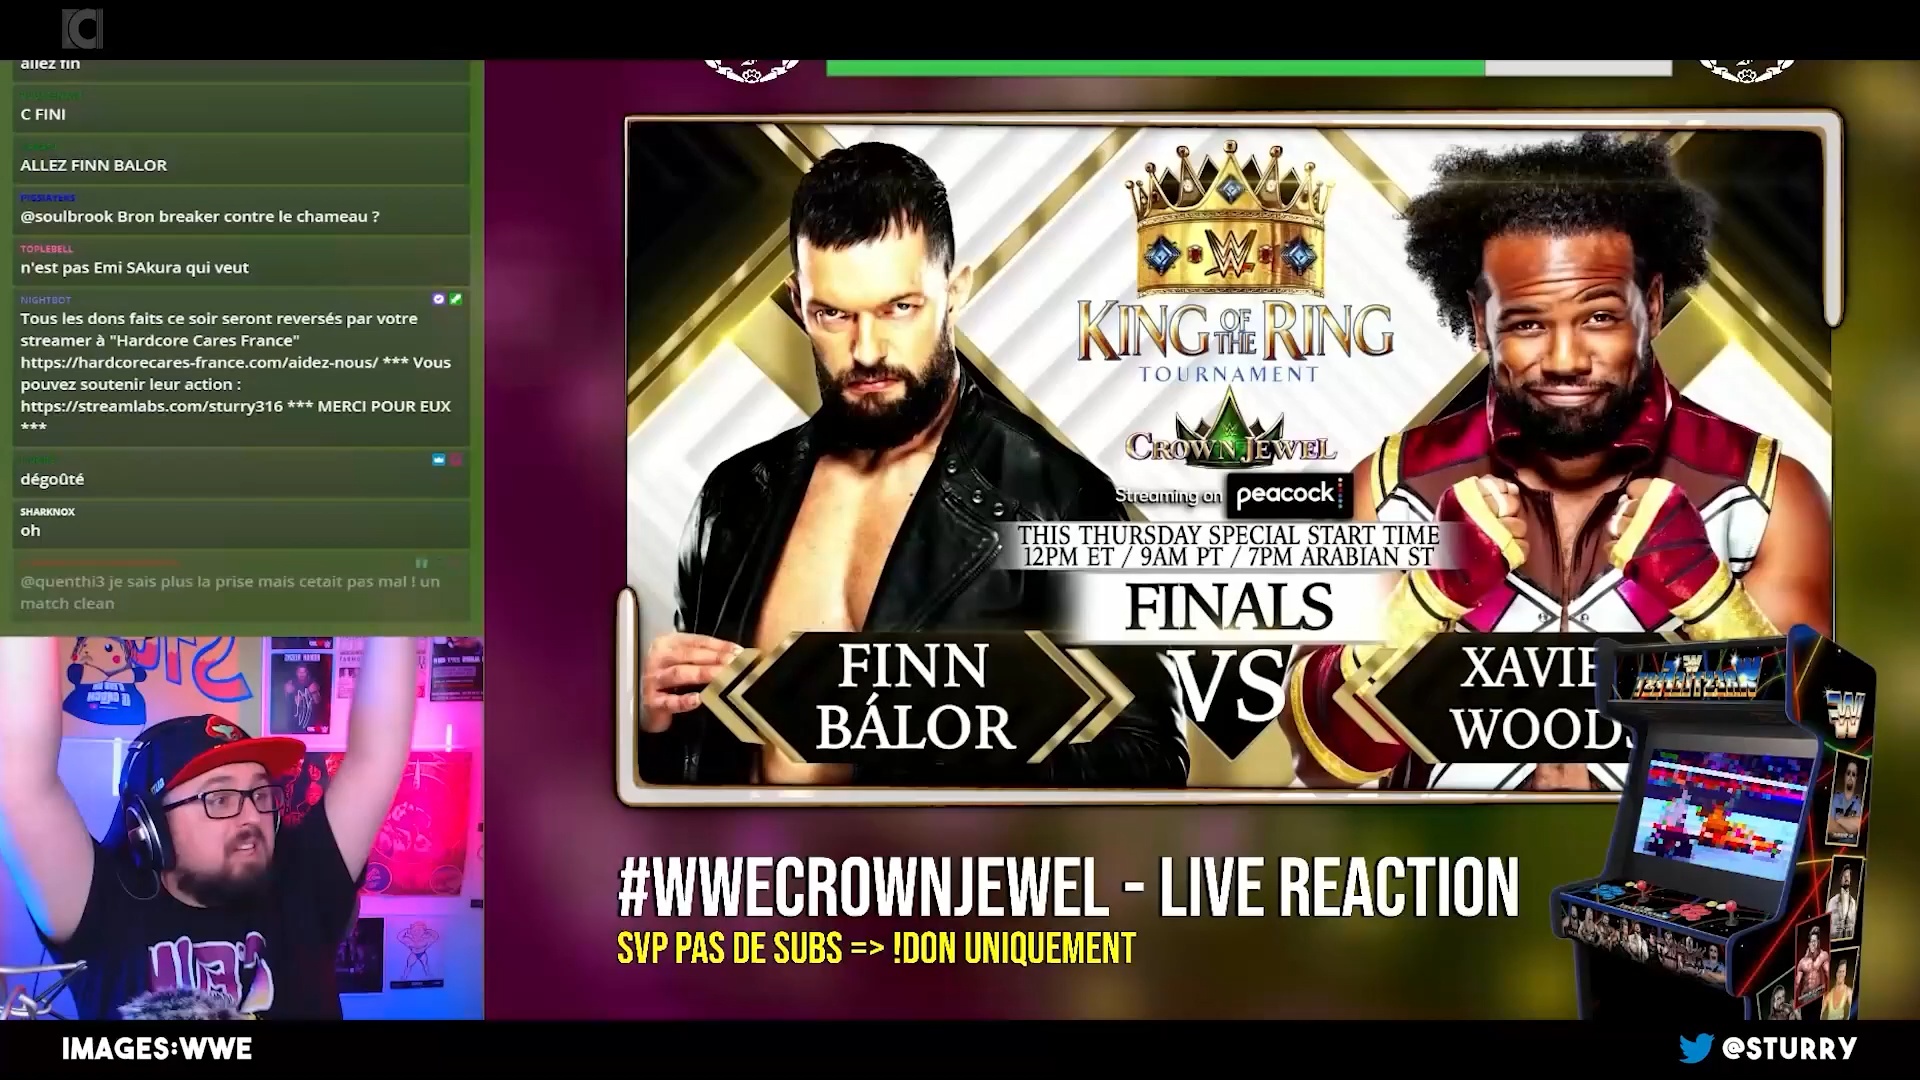 allez fin
C FINI
ALLEZ FINN BALOR
@soulbrook Bron breaker contre le chameau ?
TOPLEBELL
n'est pas Emi SAkura qui veut
NIGHTBOT
Tous les dons faits ce soir seront reversés par votre
streamer à "Hardcore Cares France"
https://hardcorecares-france.com/aidez-nous/ *** Vous
pouvez soutenir leur action :
https://streamlabs.com/sturry316 *** MERCI POUR EUX
***
dégoûté
SHARKNOX
oh
@quenthi3 je sais plus la prise mais cetait pas mal ! un
match clean
KING OF THE RING
TOURNAMENT
CROWN JEWEL
Streaming on peacock
THIS THURSDAY SPECIAL START TIME
12PM ET / 9AM PT / 7PM ARABIAN ST
FINALS
FINN
BÁLOR
VS
XAVIE
WOODS
#WWECROWNJEWEL - LIVE REACTION
SVP PAS DE SUBS => !DON UNIQUEMENT
IMAGES:WWE
@STURRY